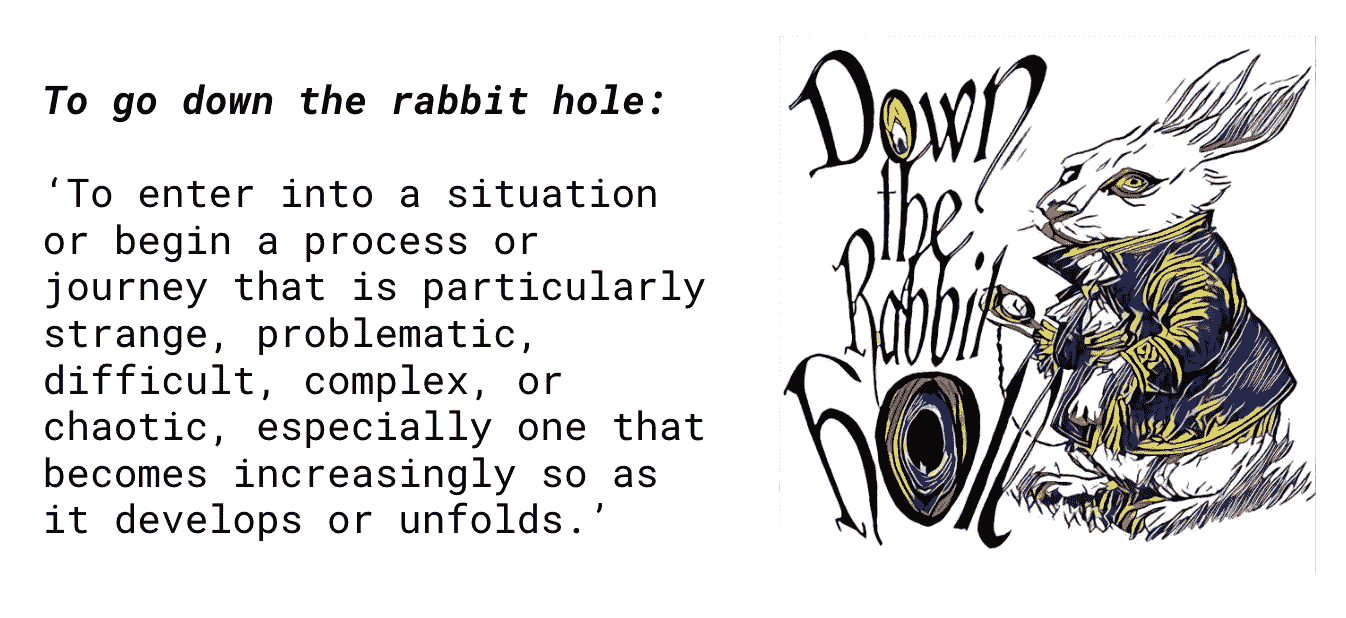 To go down the rabbit hole:
‘To enter into a situation
or begin a process or
journey that is particularly
strange, problematic,
difficult, complex, or
chaotic, especially one that
becomes increasingly so as
it develops or unfolds.’
Down
the
Rabbit
hole